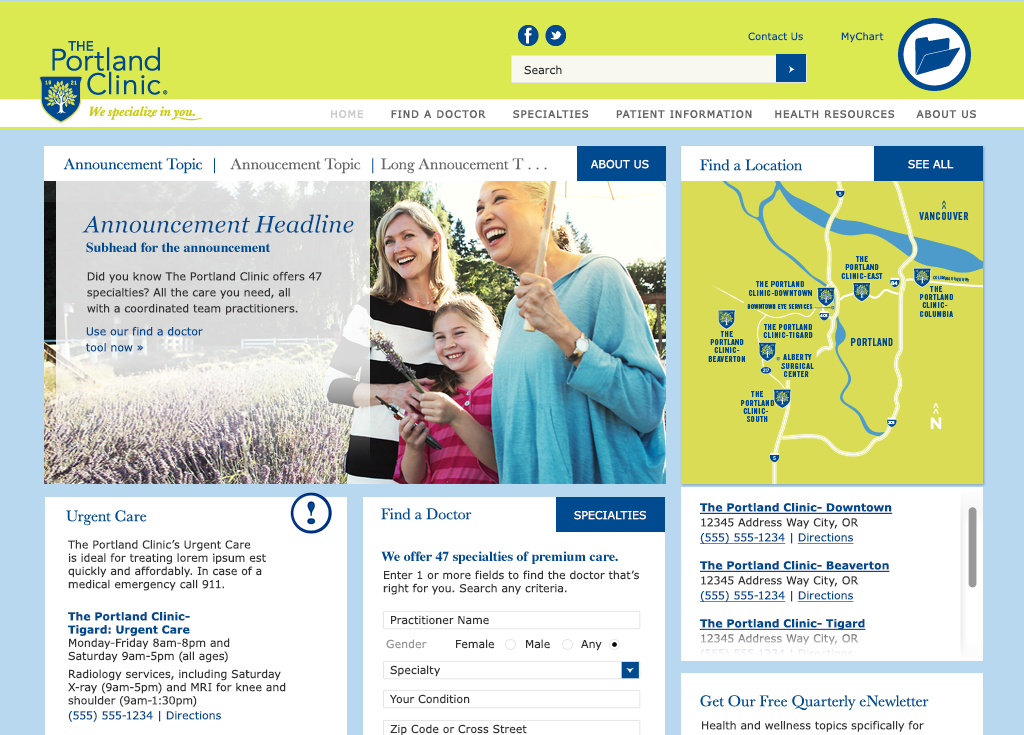 THE
Portland
Clinic.
18 21
We specialize in you.
Contact Us
MyChart
Search
HOME
FIND A DOCTOR
SPECIALTIES
PATIENT INFORMATION
HEALTH RESOURCES
ABOUT US
Announcement Topic | Annoucement Topic | Long Annoucement T . . .
ABOUT US
Announcement Headline
Subhead for the announcement
Did you know The Portland Clinic offers 47
specialties? All the care you need, all
with a coordinated team practitioners.
Use our find a doctor
tool now »
Find a Location
SEE ALL
VANCOUVER
THE
PORTLAND
CLINIC-EAST
THE PORTLAND
CLINIC-DOWNTOWN
DOWNTOWN EYE SERVICES
THE
PORTLAND
CLINIC-
COLUMBIA
THE PORTLAND
CLINIC-TIGARD
THE
PORTLAND
CLINIC-
BEAVERTON
PORTLAND
ALBERTY
SURGICAL
CENTER
THE
PORTLAND
CLINIC-
SOUTH
N
Urgent Care
The Portland Clinic's Urgent Care
is ideal for treating lorem ipsum est
quickly and affordably. In case of a
medical emergency call 911.
The Portland Clinic-
Tigard: Urgent Care
Monday-Friday 8am-8pm and
Saturday 9am-5pm (all ages)
Radiology services, including Saturday
X-ray (9am-5pm) and MRI for knee and
shoulder (9am-1:30pm)
(555) 555-1234 | Directions
Find a Doctor
SPECIALTIES
We offer 47 specialties of premium care.
Enter 1 or more fields to find the doctor that's
right for you. Search any criteria.
Practitioner Name
Gender Female Male Any
Specialty
Your Condition
Zip Code or Cross Street
The Portland Clinic- Downtown
12345 Address Way City, OR
(555) 555-1234 | Directions
The Portland Clinic- Beaverton
12345 Address Way City, OR
(555) 555-1234 | Directions
The Portland Clinic- Tigard
12345 Address Way City, OR
(555) 555-1234 | Directions
Get Our Free Quarterly eNewletter
Health and wellness topics spcifically for